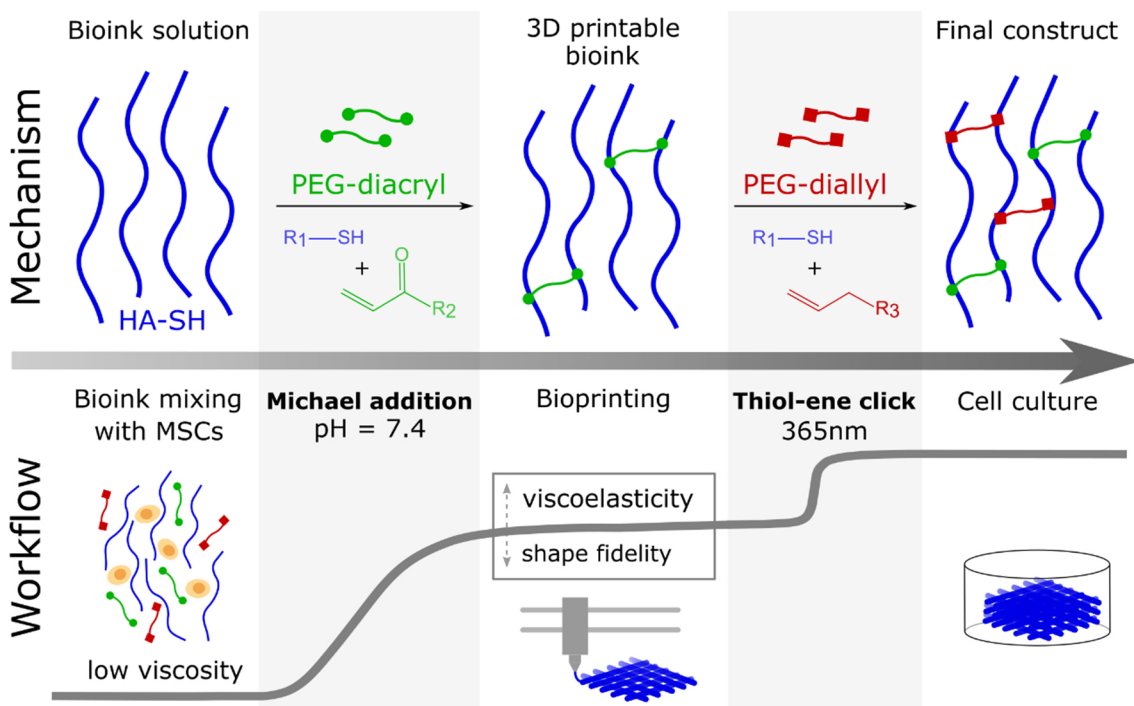 Mechanism
Bioink solution
HA-SH
PEG-diacryl
R1—SH
+
O
R2
3D printable
bioink
PEG-diallyl
R1—SH
+
R3
Final construct
Workflow
Bioink mixing
with MSCs
low viscosity
Michael addition
pH = 7.4
Bioprinting
viscoelasticity
shape fidelity
Thiol-ene click
365nm
Cell culture